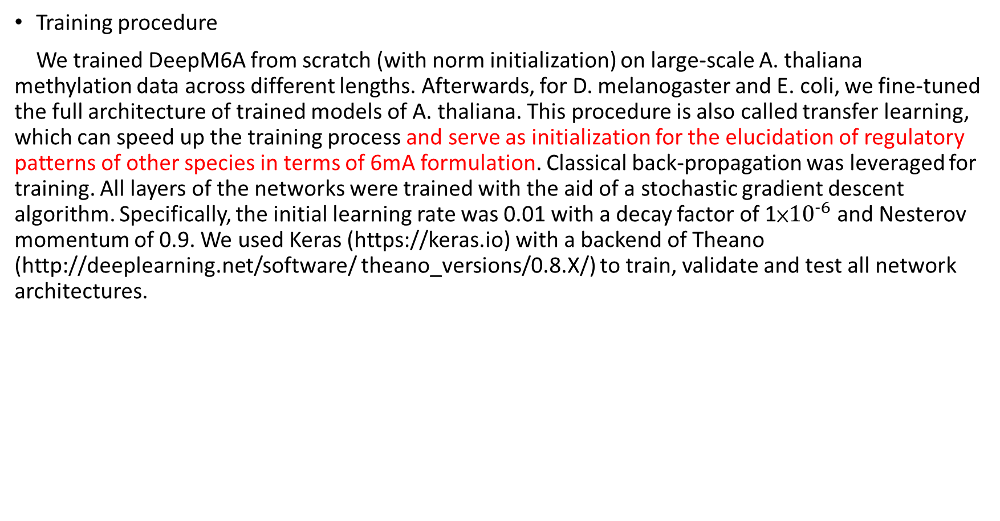 • Training procedure
We trained DeepM6A from scratch (with norm initialization) on large-scale A. thaliana
methylation data across different lengths. Afterwards, for D. melanogaster and E. coli, we fine-tuned
the full architecture of trained models of A. thaliana. This procedure is also called transfer learning,
which can speed up the training process and serve as initialization for the elucidation of regulatory
patterns of other species in terms of 6mA formulation. Classical back-propagation was leveraged for
training. All layers of the networks were trained with the aid of a stochastic gradient descent
algorithm. Specifically, the initial learning rate was 0.01 with a decay factor of 1×10⁻⁶ and Nesterov
momentum of 0.9. We used Keras (https://keras.io) with a backend of Theano
(http://deeplearning.net/software/ theano_versions/0.8.X/) to train, validate and test all network
architectures.